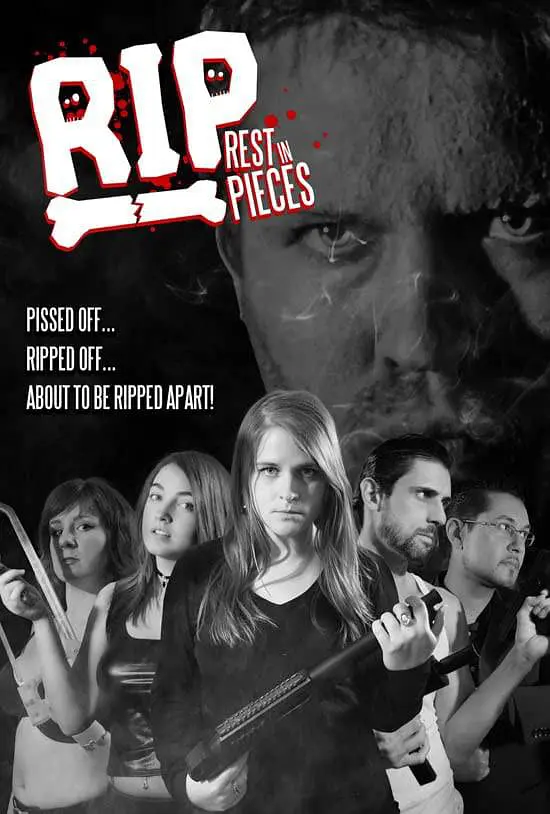 RIP
REST IN
PIECES
PISSED OFF...
RIPPED OFF...
ABOUT TO BE RIPPED APART!